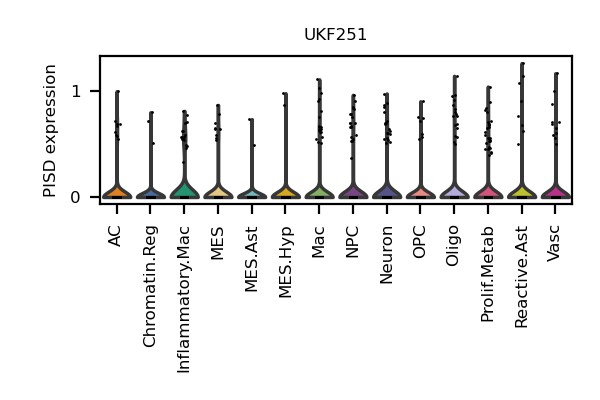 UKF251
PISD expression
1
0
AC
Chromatin.Reg
Inflammatory.Mac
MES
MES.Ast
MES.Hyp
Mac
NPC
Neuron
OPC
Oligo
Prolif.Metab
Reactive.Ast
Vasc